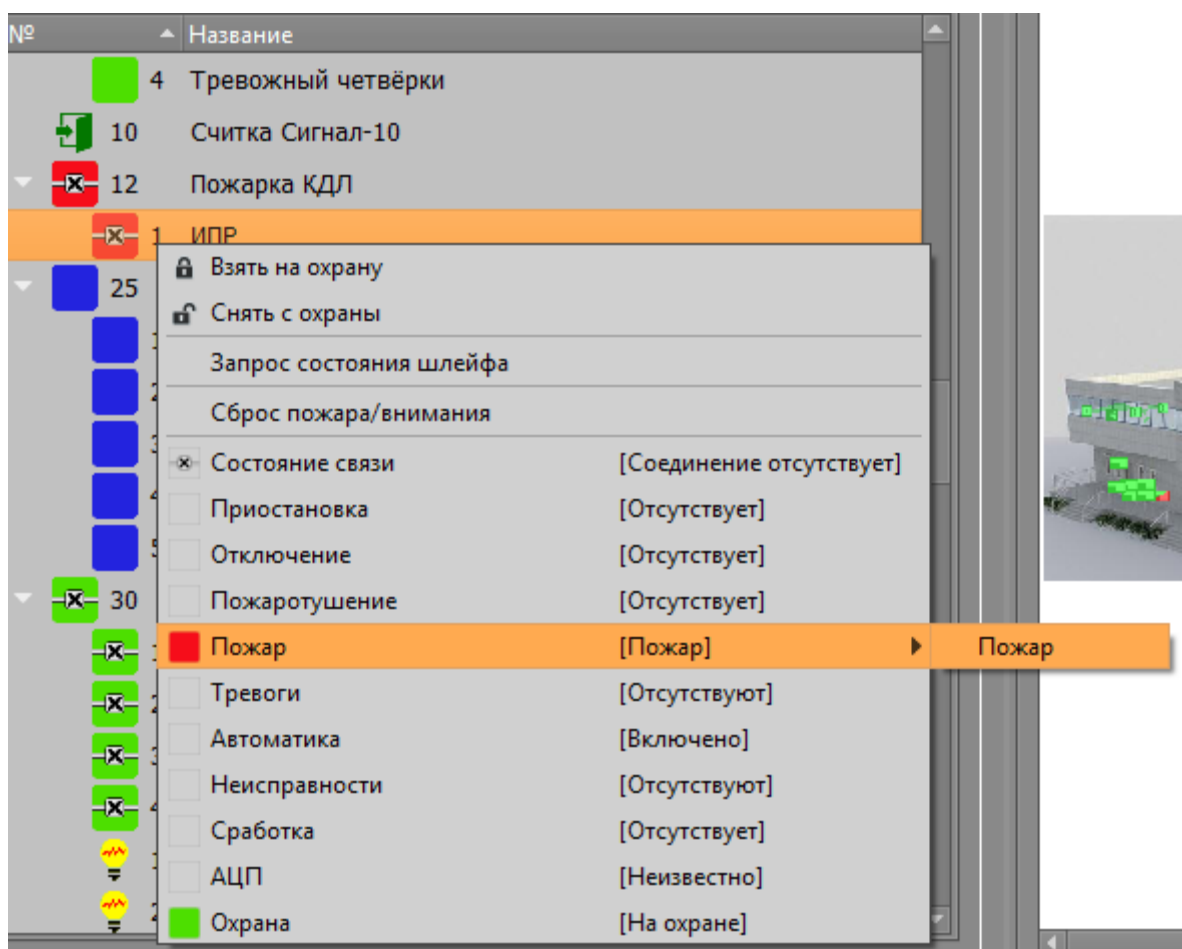 № Название
4 Тревожный четвёрки
10 Считка Сигнал-10
12 Пожарка КДЛ
1 ИПР
Взять на охрану
25
Снять с охраны
Запрос состояния шлейфа
Сброс пожара/внимания
Состояние связи [Соединение отсутствует]
Приостановка [Отсутствует]
Отключение [Отсутствует]
30
Пожаротушение [Отсутствует]
Пожар [Пожар] Пожар
Тревоги [Отсутствуют]
Автоматика [Включено]
Неисправности [Отсутствуют]
Сработка [Отсутствует]
АЦП [Неизвестно]
Охрана [На охране]